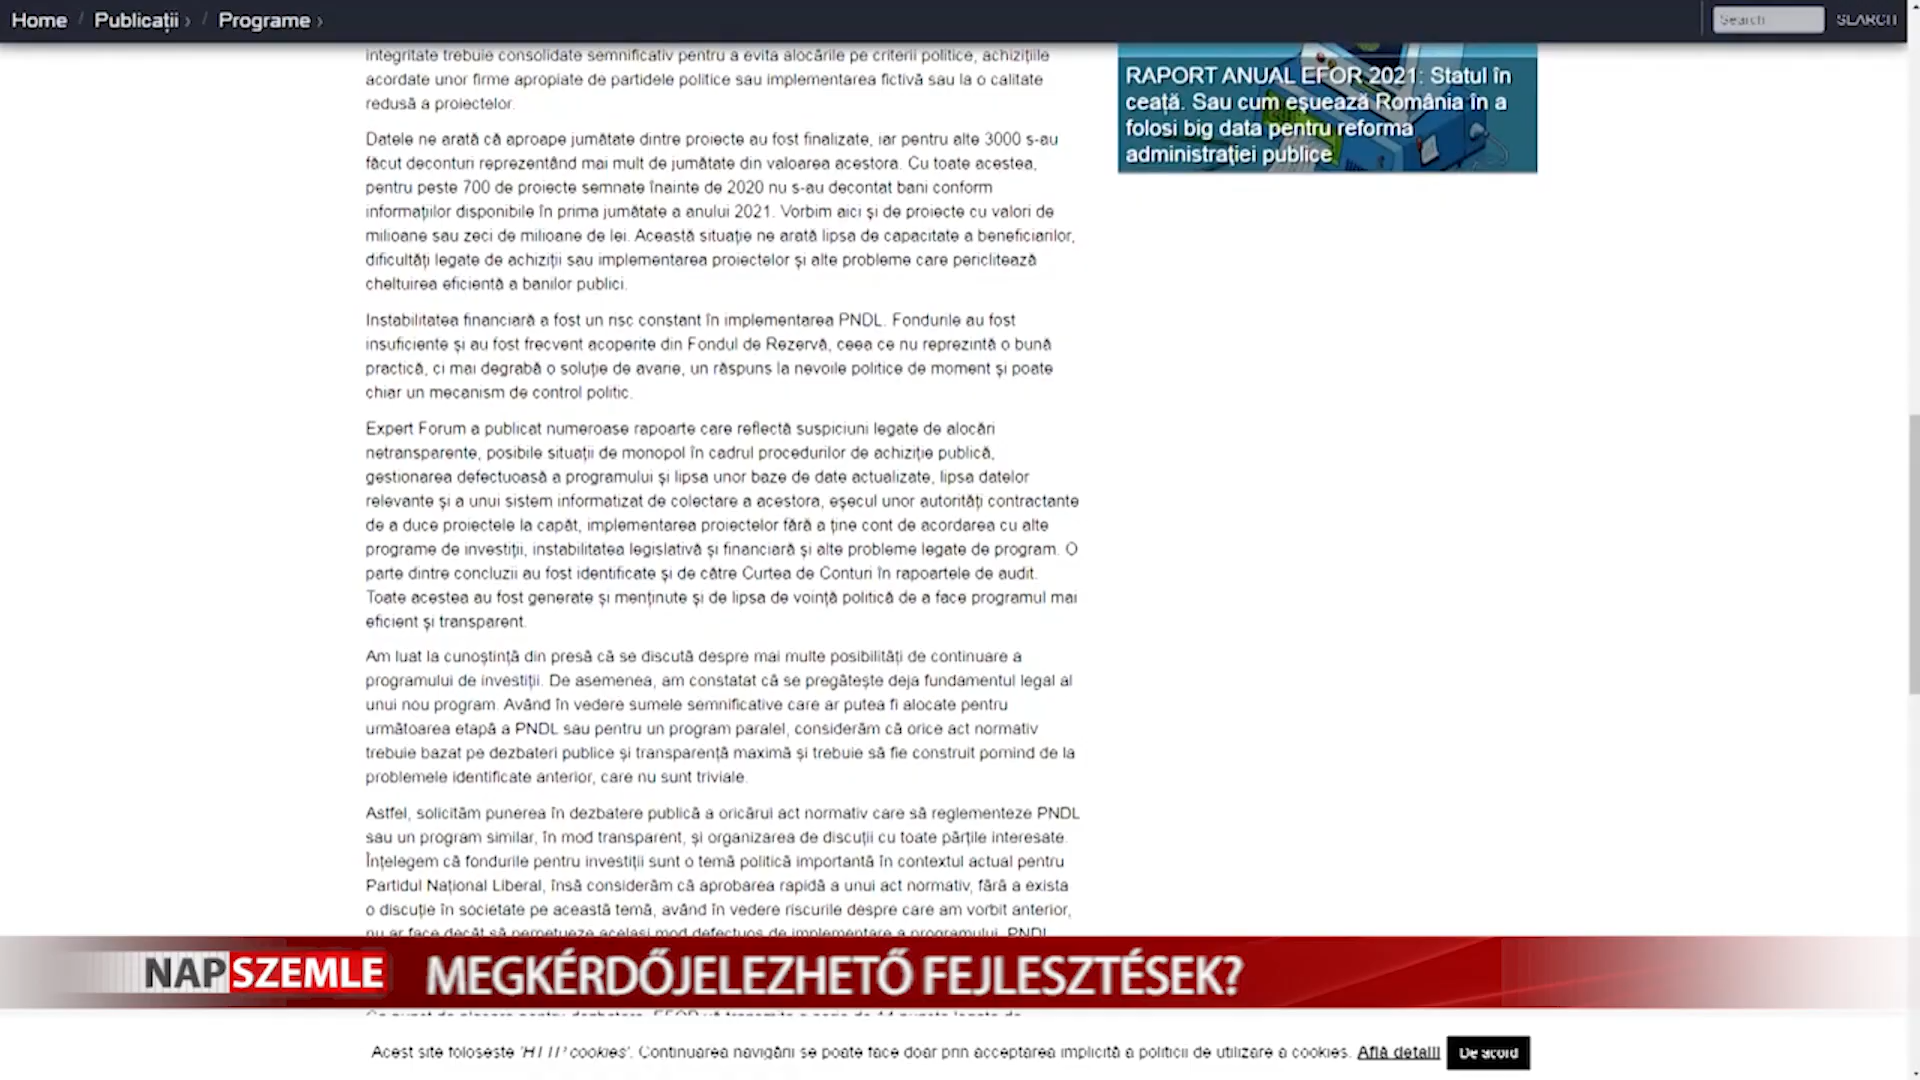 Home / Publicații › / Programe ›
Search SEARCH
integritate trebuie consolidate semnificativ pentru a evita alocările pe criterii politice, achizițiile
acordate unor firme apropiate de partidele politice sau implementarea fictivă sau la o calitate
redusă a proiectelor.
Datele ne arată că aproape jumătate dintre proiecte au fost finalizate, iar pentru alte 3000 s-au
făcut deconturi reprezentând mai mult de jumătate din valoarea acestora. Cu toate acestea,
pentru peste 700 de proiecte semnate înainte de 2020 nu s-au decontat bani conform
informațiilor disponibile în prima jumătate a anului 2021. Vorbim aici și de proiecte cu valori de
milioane sau zeci de milioane de lei. Această situație ne arată lipsa de capacitate a beneficiarilor,
dificultăți legate de achiziții sau implementarea proiectelor și alte probleme care periclitează
cheltuirea eficientă a banilor publici.
Instabilitatea financiară a fost un risc constant în implementarea PNDL. Fondurile au fost
insuficiente și au fost frecvent acoperite din Fondul de Rezervă, ceea ce nu reprezintă o bună
practică, ci mai degrabă o soluție de avarie, un răspuns la nevoile politice de moment și poate
chiar un mecanism de control politic.
Expert Forum a publicat numeroase rapoarte care reflectă suspiciuni legate de alocări
netransparente, posibile situații de monopol în cadrul procedurilor de achiziție publică,
gestionarea defectuoasă a programului și lipsa unor baze de date actualizate, lipsa datelor
relevante și a unui sistem informatizat de colectare a acestora, eșecul unor autorități contractante
de a duce proiectele la capăt, implementarea proiectelor fără a ține cont de acordarea cu alte
programe de investiții, instabilitatea legislativă și financiară și alte probleme legate de program. O
parte dintre concluzii au fost identificate și de către Curtea de Conturi în rapoartele de audit.
Toate acestea au fost generate și menținute și de lipsa de voință politică de a face programul mai
eficient și transparent.
Am luat la cunoștință din presă că se discută despre mai multe posibilități de continuare a
programului de investiții. De asemenea, am constatat că se pregătește deja fundamentul legal al
unui nou program. Având în vedere sumele semnificative care ar putea fi alocate pentru
următoarea etapă a PNDL sau pentru un program paralel, considerăm că orice act normativ
trebuie bazat pe dezbateri publice și transparență maximă și trebuie să fie construit pornind de la
problemele identificate anterior, care nu sunt triviale.
Astfel, solicităm punerea în dezbatere publică a oricărui act normativ care să reglementeze PNDL
sau un program similar, în mod transparent, și organizarea de discuții cu toate părțile interesate.
Înțelegem că fondurile pentru investiții sunt o temă politică importantă în contextul actual pentru
Partidul Național Liberal, însă considerăm că aprobarea rapidă a unui act normativ, fără a exista
o discuție în societate pe această temă, având în vedere riscurile despre care am vorbit anterior,
nu ar face decât să perpetueze același mod defectuos de implementare a programului. PNDL
RAPORT ANUAL EFOR 2021: Statul în
ceață. Sau cum eșuează România în a
folosi big data pentru reforma
administrației publice
NAPSZEMLE MEGKÉRDŐJELEZHETŐ FEJLESZTÉSEK?
Acest site folosește 'HTTP cookies'. Continuarea navigării se poate face doar prin acceptarea implicită a politicii de utilizare a cookies. Află detalii De acord